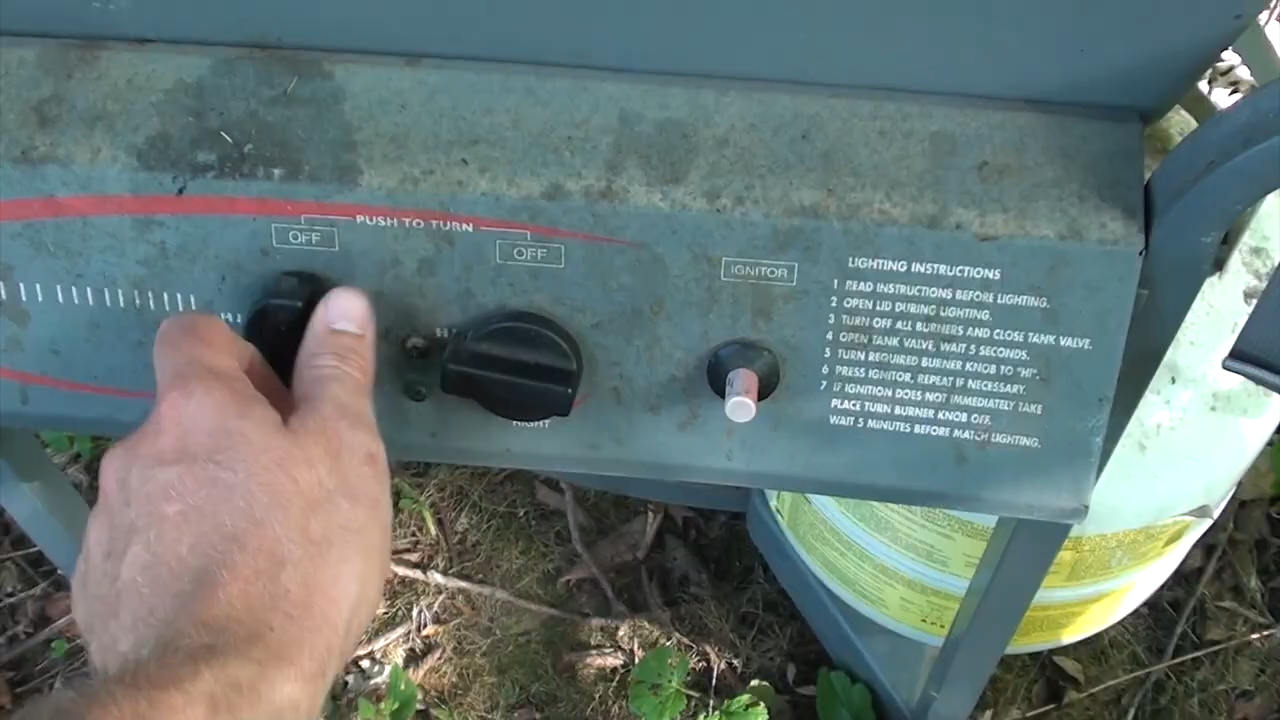 PUSH TO TURN
OFF
OFF
IGNITOR
HI
HI
RIGHT
LIGHTING INSTRUCTIONS
1 READ INSTRUCTIONS BEFORE LIGHTING.
2 OPEN LID DURING LIGHTING.
3 TURN OFF ALL BURNERS AND CLOSE TANK VALVE.
4 OPEN TANK VALVE, WAIT 5 SECONDS.
5 TURN REQUIRED BURNER KNOB TO "HI".
6 PRESS IGNITOR, REPEAT IF NECESSARY.
7 IF IGNITION DOES NOT IMMEDIATELY TAKE
PLACE TURN BURNER KNOB OFF.
WAIT 5 MINUTES BEFORE MATCH LIGHTING.